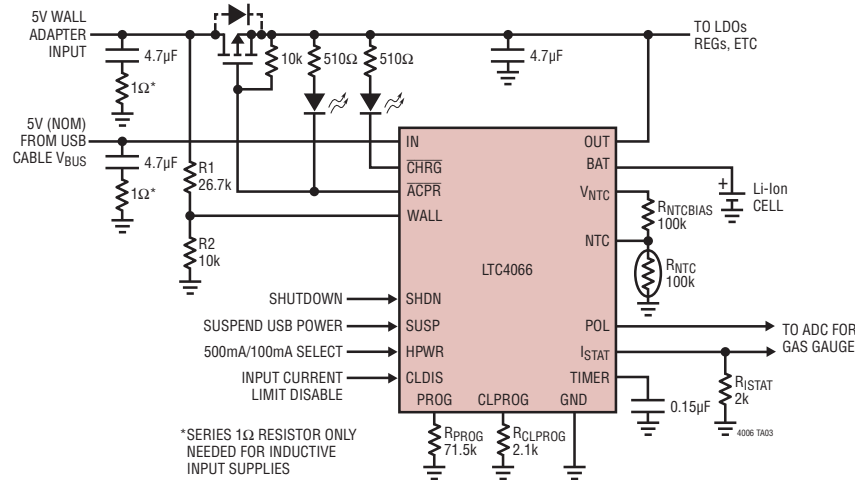 5V WALL
ADAPTER
INPUT
4.7µF
1Ω*
10k
510Ω
510Ω
4.7µF
TO LDOs
REGs, ETC
5V (NOM)
FROM USB
CABLE VBUS
4.7µF
1Ω*
R1
26.7k
R2
10k
IN
CHRG
ACPR
WALL
SHDN
SUSP
HPWR
CLDIS
PROG
CLPROG
GND
OUT
BAT
VNTC
NTC
POL
ISTAT
TIMER
LTC4066
SHUTDOWN
SUSPEND USB POWER
500mA/100mA SELECT
INPUT CURRENT
LIMIT DISABLE
+
Li-Ion
CELL
RNTCBIAS
100k
RNTC
100k
TO ADC FOR
GAS GAUGE
RISTAT
2k
0.15µF
4006 TA03
RPROG
71.5k
RCLPROG
2.1k
*SERIES 1Ω RESISTOR ONLY
NEEDED FOR INDUCTIVE
INPUT SUPPLIES